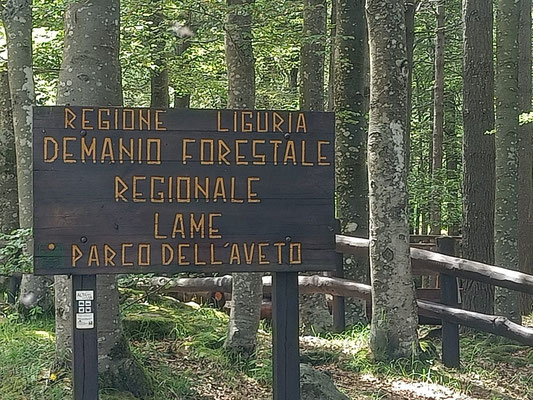 REGIONE LIGURIA
DEMANIO FORESTALE
REGIONALE
LAME
PARCO DELL'AVETO